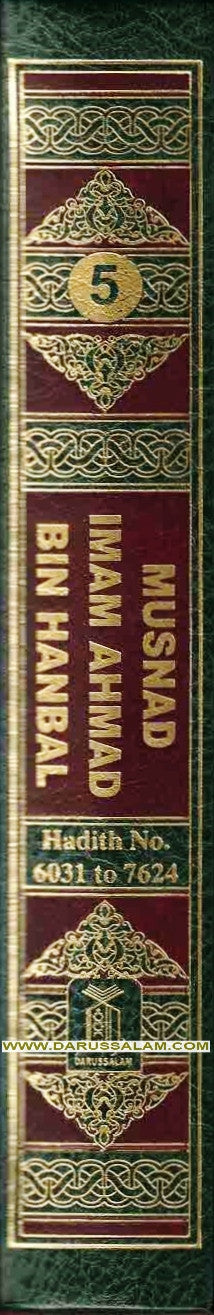 5
MUSNAD
IMAM AHMAD
BIN HANBAL
Hadith No.
6031 to 7624
WWW.DARUSSALAM.COM
DARUSSALAM